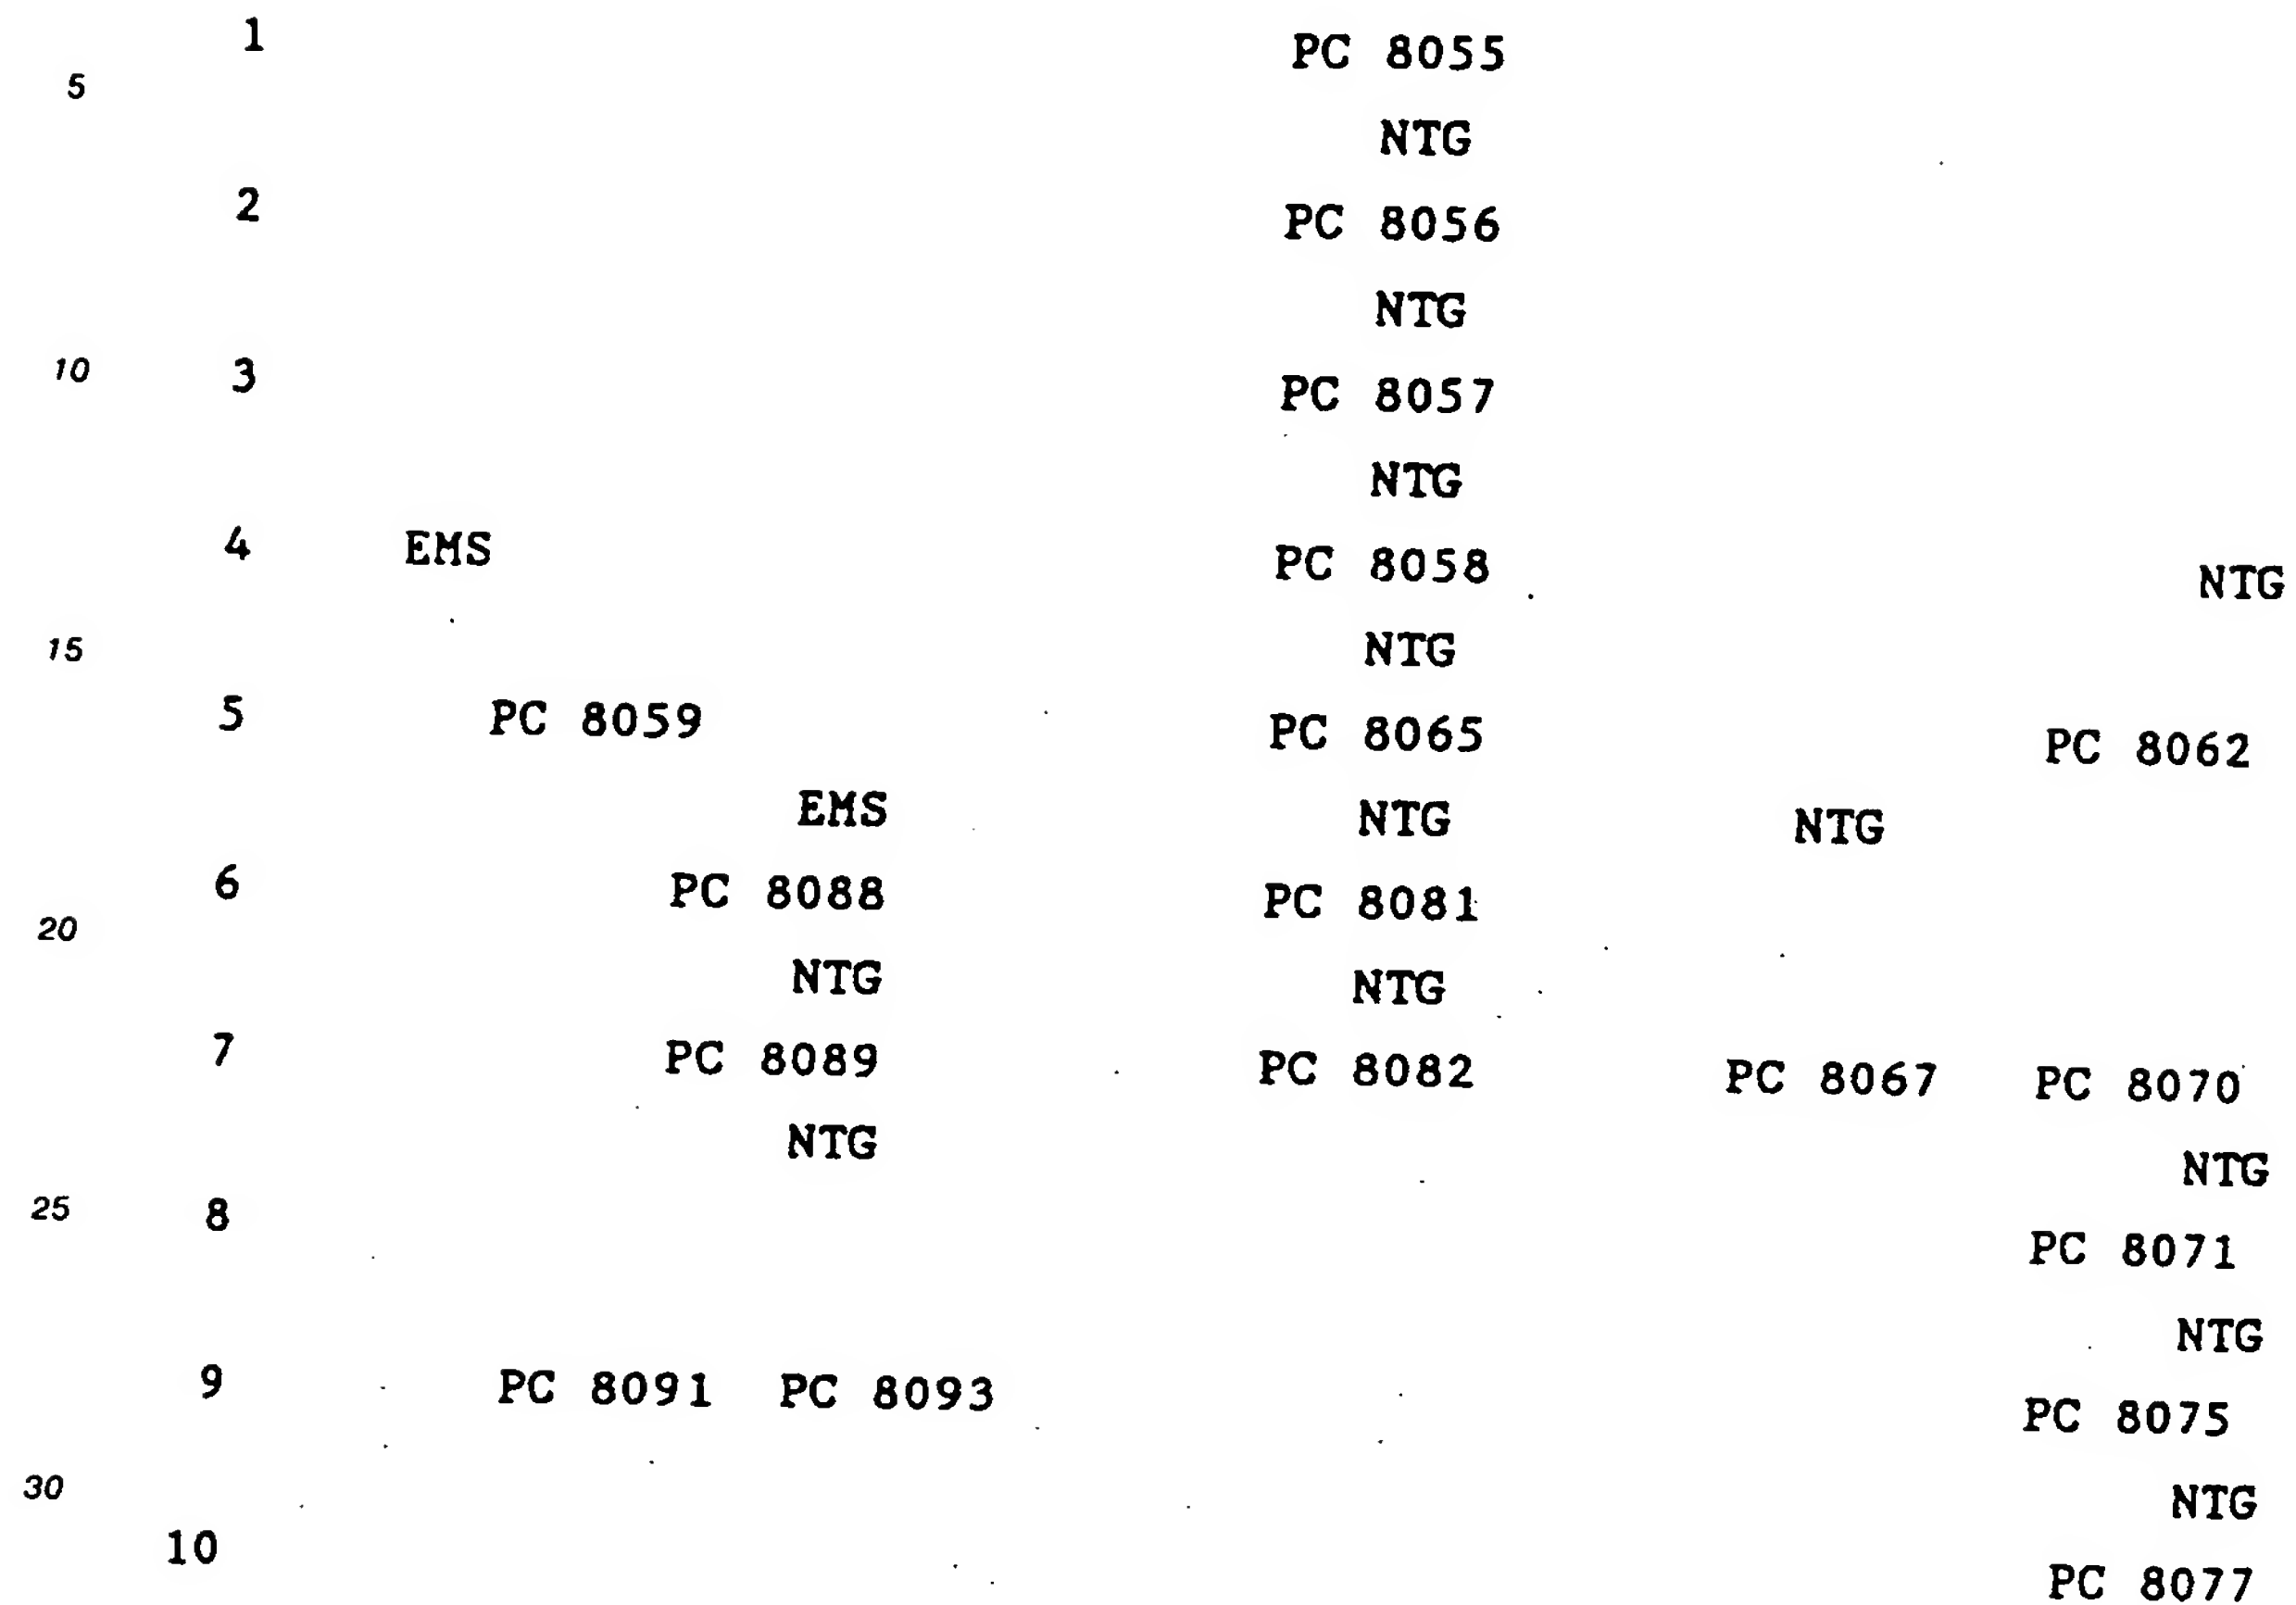 1 PC 8055
5
NTG
2 PC 8056
NTG
10 3 PC 8057
NTG
4 EMS PC 8058 NTG
15 NTG
5 PC 8059 PC 8065 PC 8062
EMS NTG NTG
6 PC 8088 PC 8081
20
NTG NTG
7 PC 8089 PC 8082 PC 8067 PC 8070
NTG NTG
25 8 PC 8071
NTG
9 PC 8091 PC 8093 PC 8075
30 NTG
10 PC 8077